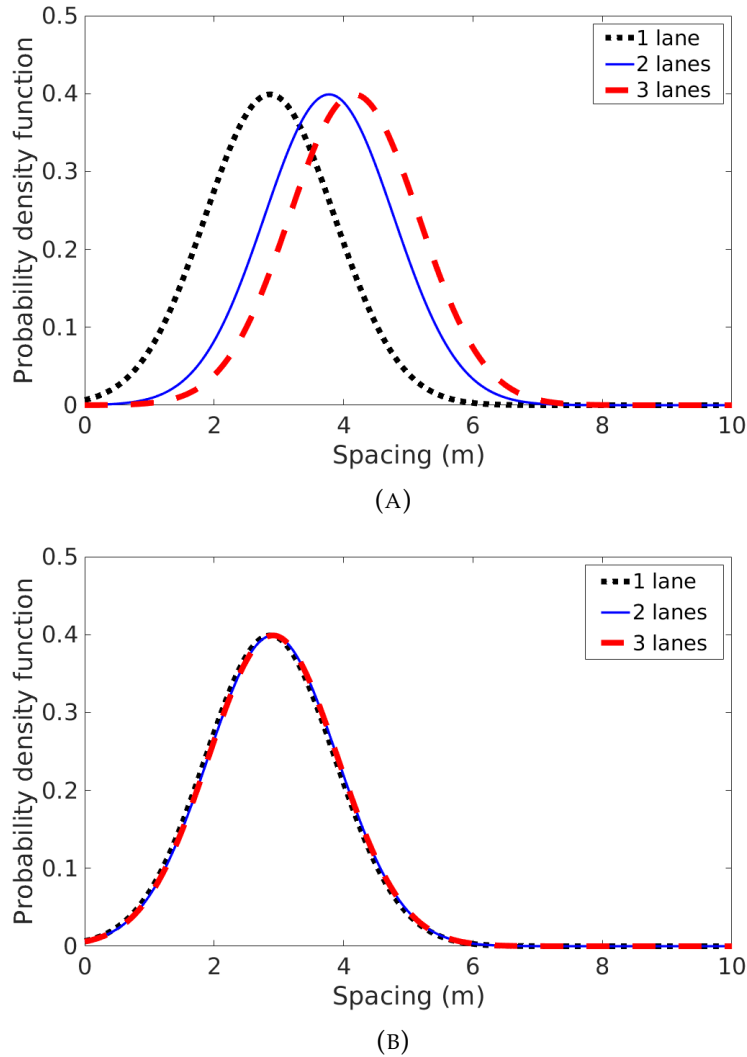 0.5
0.4
0.3
0.2
0.1
0
Probability density function
1 lane
2 lanes
3 lanes
0 2 4 6 8 10
Spacing (m)
(A)
0.5
0.4
0.3
0.2
0.1
0
Probability density function
1 lane
2 lanes
3 lanes
0 2 4 6 8 10
Spacing (m)
(B)